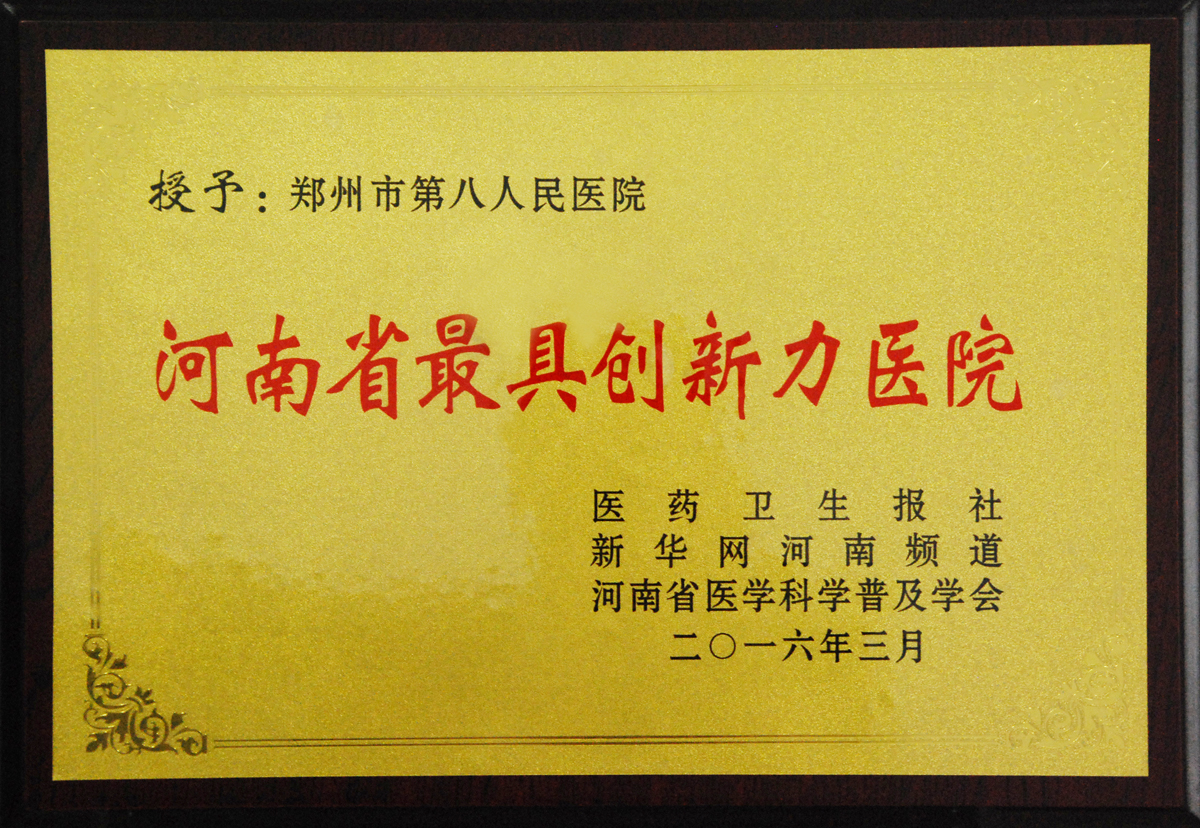 授予：郑州市第八人民医院
河南省最具创新力医院
医药卫生报社
新华网河南频道
河南省医学科学普及学会
二〇一六年三月